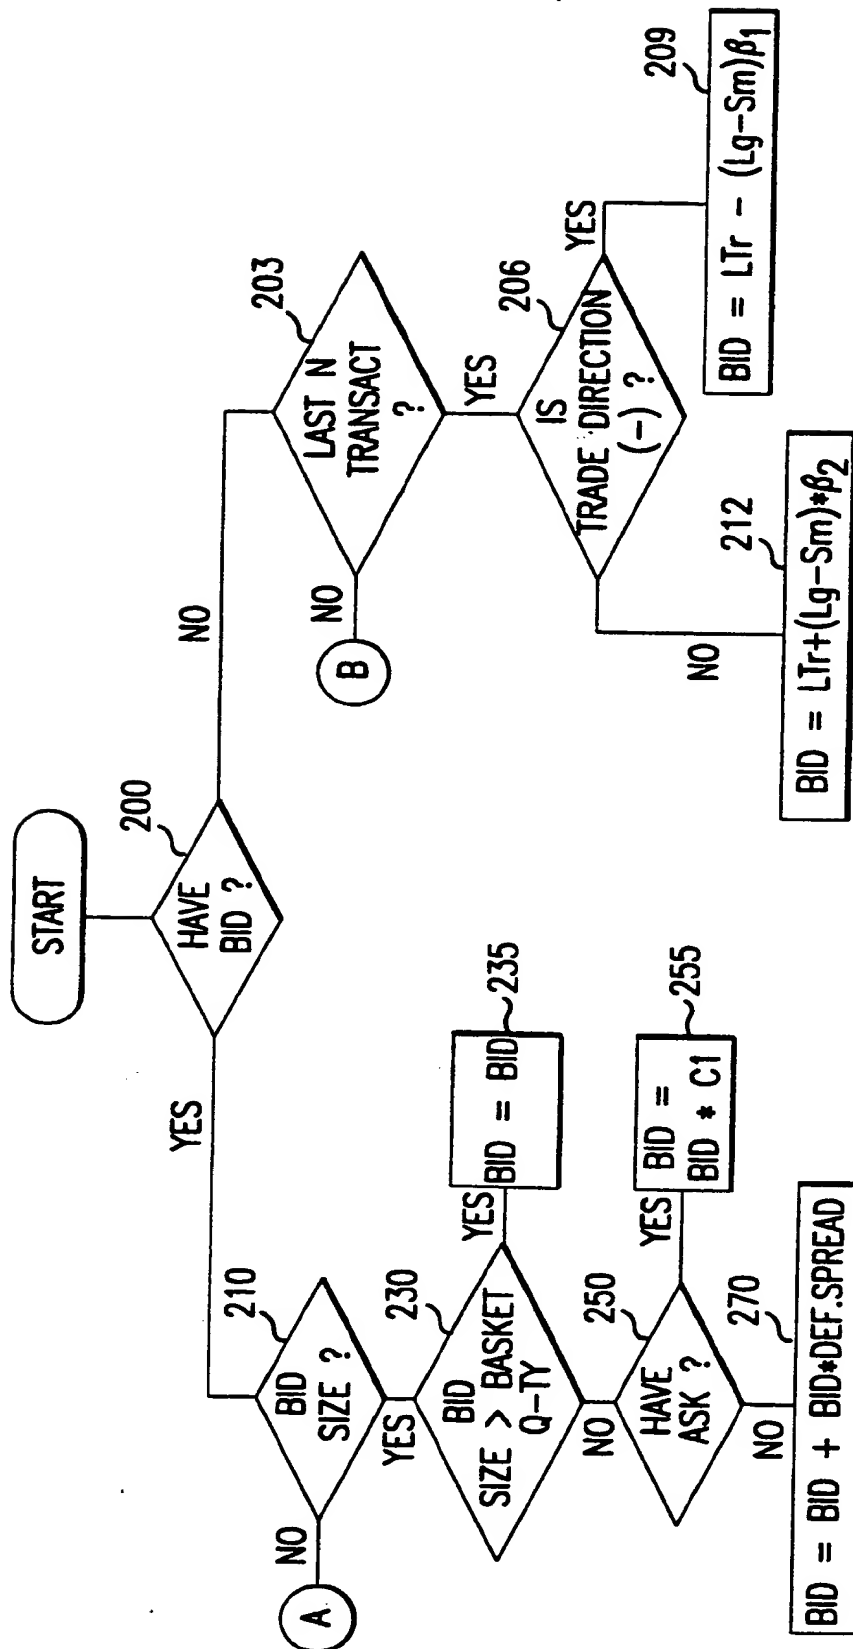 START
200
HAVE
BID ?
YES
NO
210
BID
SIZE ?
NO
A
YES
230
BID
SIZE > BASKET
Q-TY
YES
235
BID = BID
NO
250
HAVE
ASK ?
YES
255
BID =
BID * C1
NO
270
BID = BID + BID*DEF.SPREAD
203
LAST N
TRANSACT
?
NO
B
YES
206
IS
TRADE DIRECTION
(-) ?
YES
209
BID = LTr - (Lg-Sm)β1
NO
212
BID = LTr+(Lg-Sm)*β2